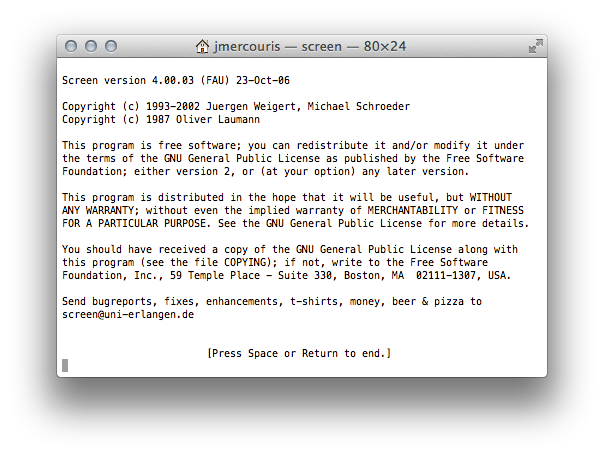 jmercouris — screen — 80×24
Screen version 4.00.03 (FAU) 23-Oct-06
Copyright (c) 1993-2002 Juergen Weigert, Michael Schroeder
Copyright (c) 1987 Oliver Laumann
This program is free software; you can redistribute it and/or modify it under
the terms of the GNU General Public License as published by the Free Software
Foundation; either version 2, or (at your option) any later version.
This program is distributed in the hope that it will be useful, but WITHOUT
ANY WARRANTY; without even the implied warranty of MERCHANTABILITY or FITNESS
FOR A PARTICULAR PURPOSE. See the GNU General Public License for more details.
You should have received a copy of the GNU General Public License along with
this program (see the file COPYING); if not, write to the Free Software
Foundation, Inc., 59 Temple Place - Suite 330, Boston, MA  02111-1307, USA.
Send bugreports, fixes, enhancements, t-shirts, money, beer & pizza to
screen@uni-erlangen.de
[Press Space or Return to end.]